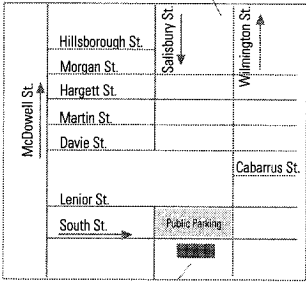 McDowell St.
Hillsborough St.
Morgan St.
Hargett St.
Martin St.
Davie St.
Lenior St.
South St.
Salisbury St.
Wilmington St.
Cabarrus St.
Public Parking